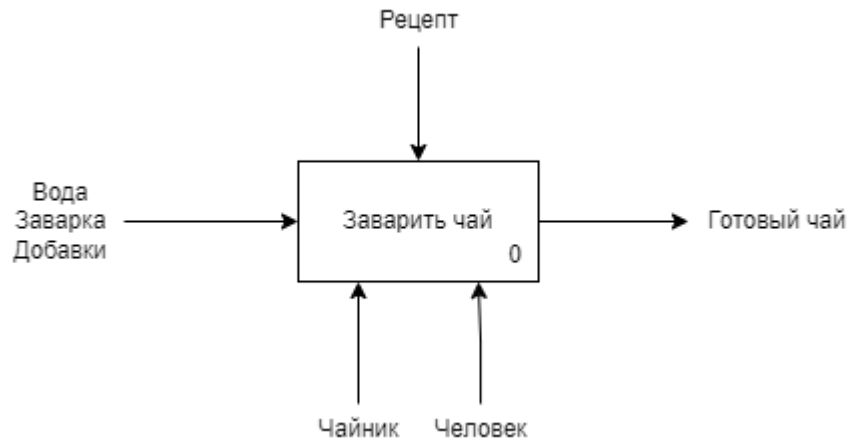 Рецепт
Вода
Заварка
Добавки
Заварить чай
0
Готовый чай
Чайник
Человек